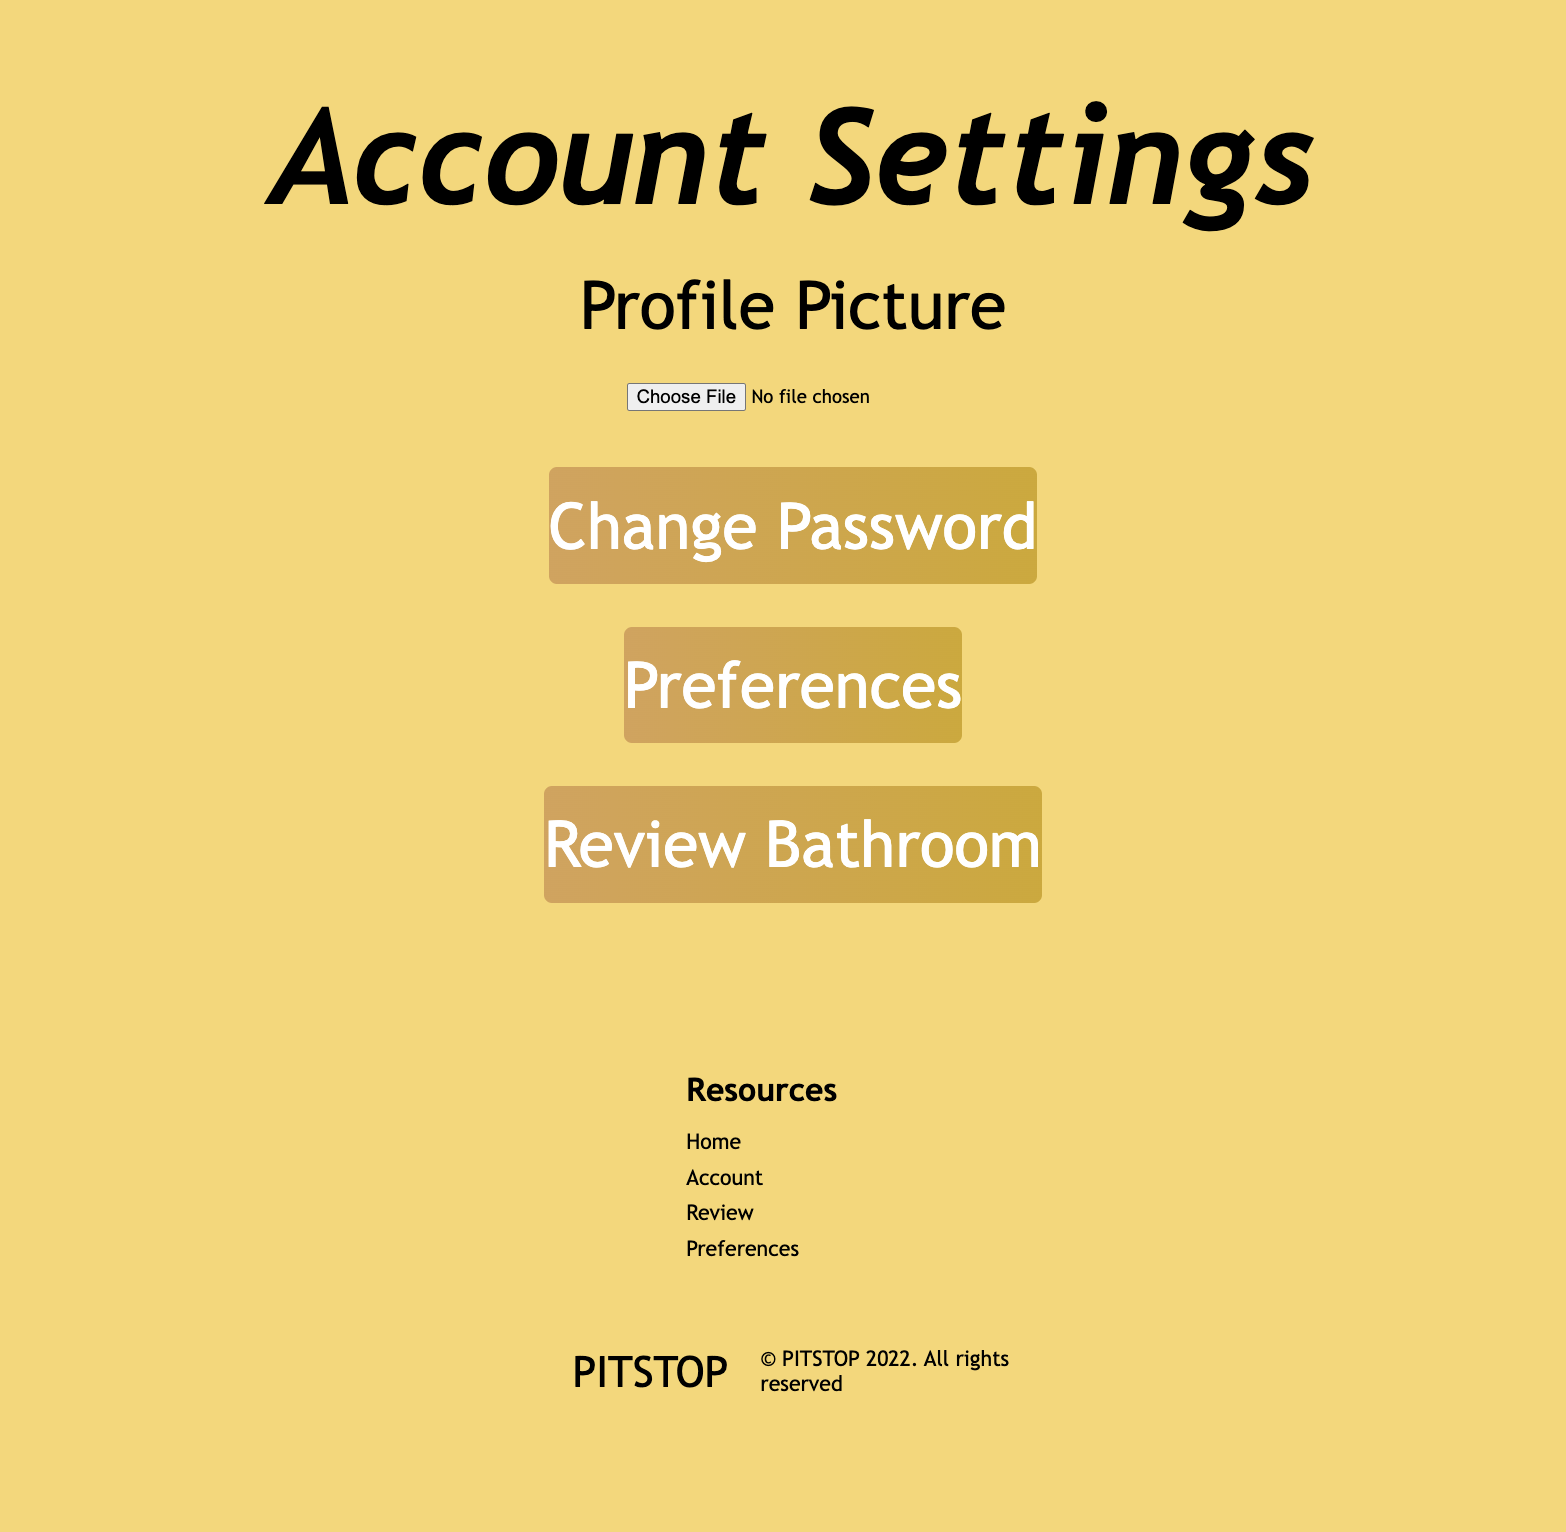 Account Settings
Profile Picture
Choose File No file chosen
Change Password
Preferences
Review Bathroom
Resources
Home
Account
Review
Preferences
PITSTOP
© PITSTOP 2022. All rights
reserved